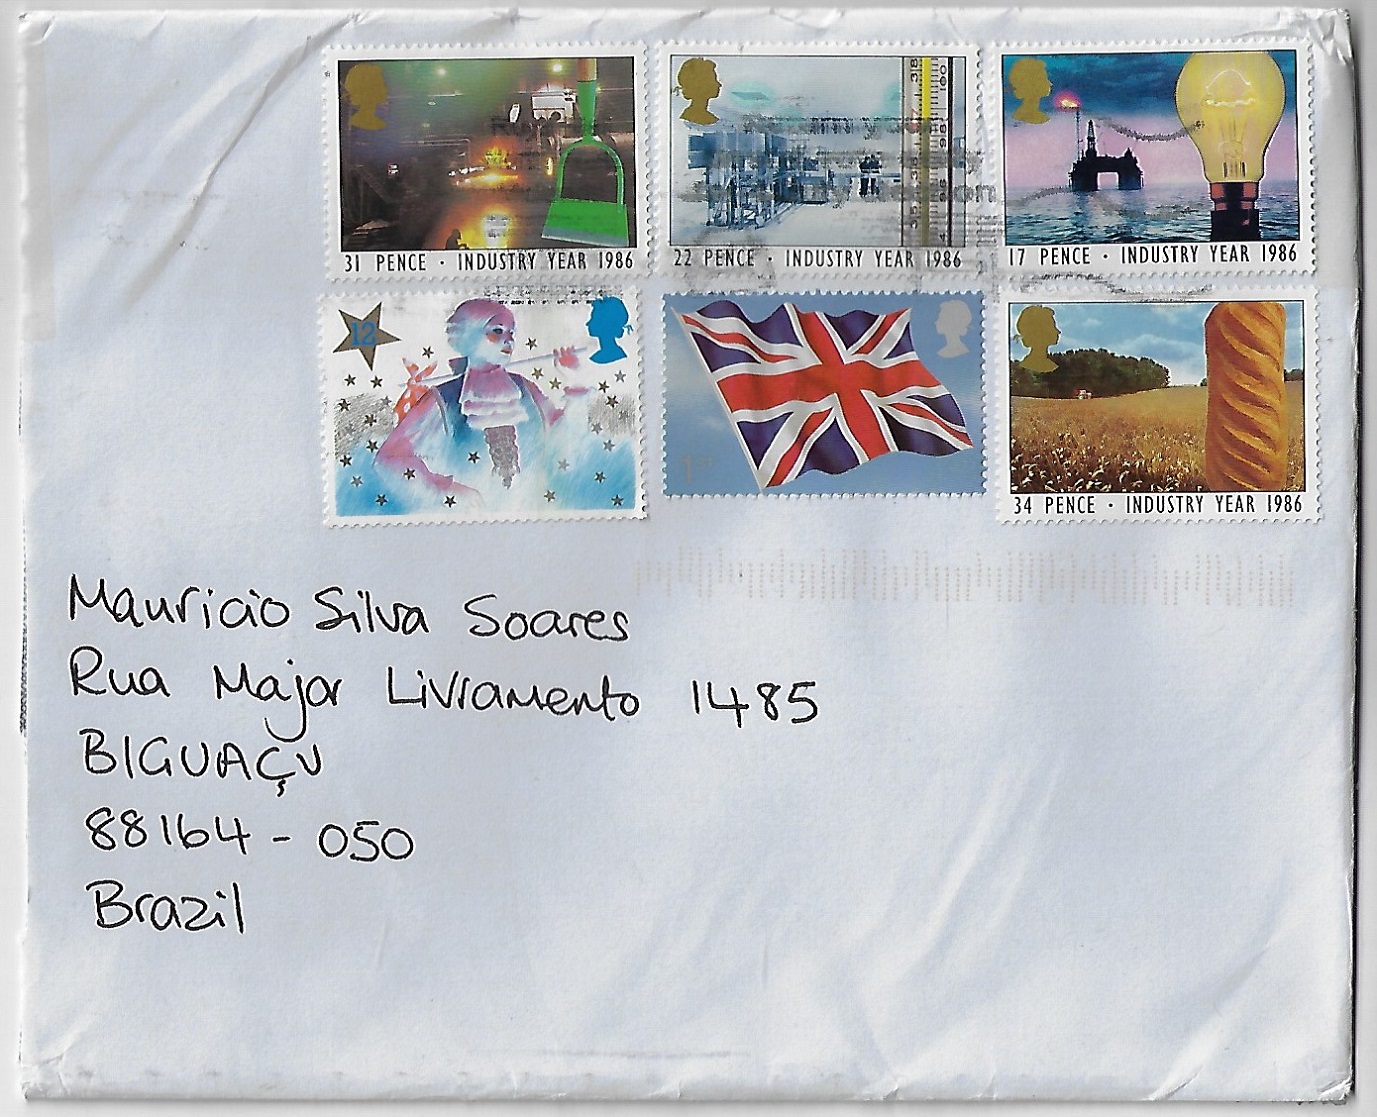 31 PENCE · INDUSTRY YEAR 1986
22 PENCE · INDUSTRY YEAR 1986
17 PENCE · INDUSTRY YEAR 1986
12
1st
34 PENCE · INDUSTRY YEAR 1986
Mauricio Silva Soares
Rua Major Livramento 1485
BIGUAÇU
88164-050
Brazil